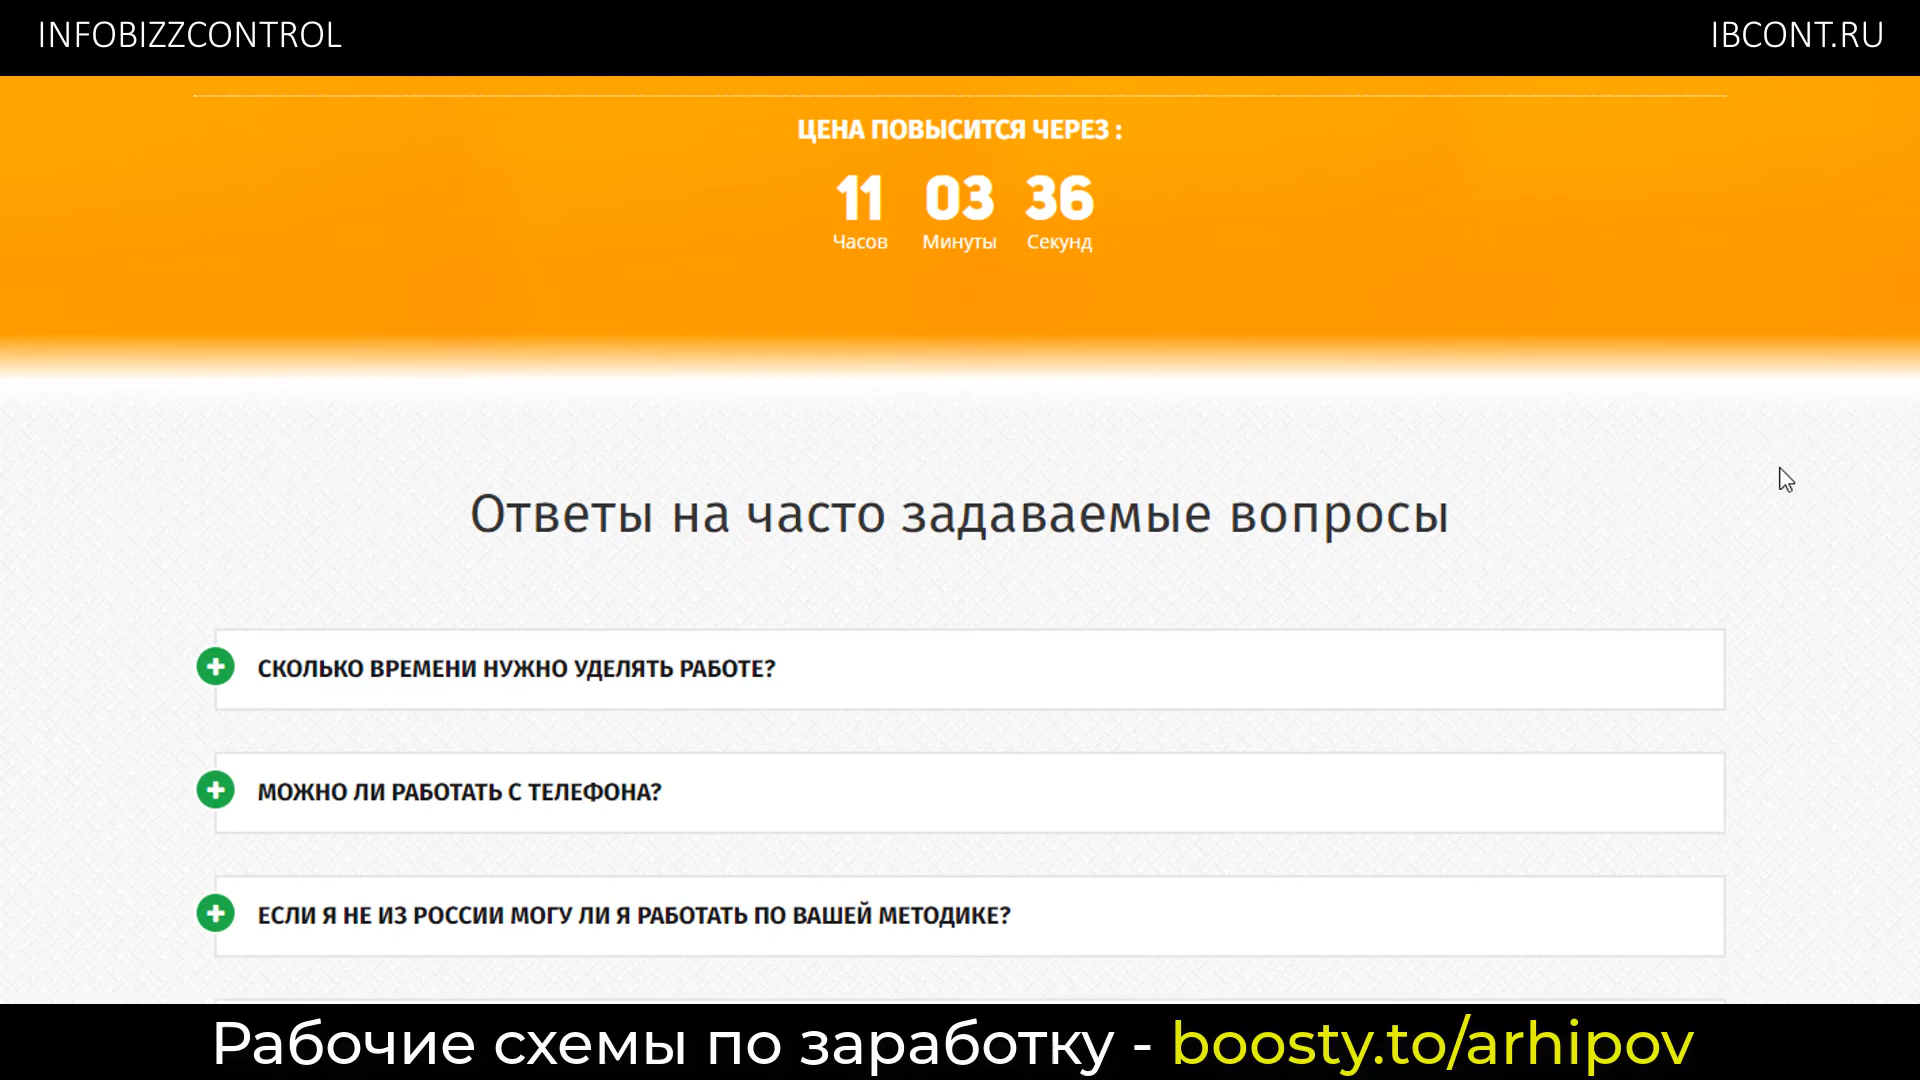 INFOBIZZCONTROL
IBCONT.RU
ЦЕНА ПОВЫСИТСЯ ЧЕРЕЗ :
11 03 36
Часов Минуты Секунд
Ответы на часто задаваемые вопросы
СКОЛЬКО ВРЕМЕНИ НУЖНО УДЕЛЯТЬ РАБОТЕ?
МОЖНО ЛИ РАБОТАТЬ С ТЕЛЕФОНА?
ЕСЛИ Я НЕ ИЗ РОССИИ МОГУ ЛИ Я РАБОТАТЬ ПО ВАШЕЙ МЕТОДИКЕ?
Рабочие схемы по заработку - boosty.to/arhipov